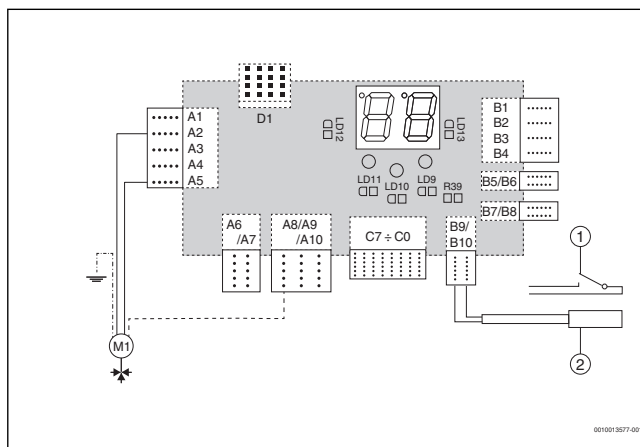 D1
A1
A2
A3
A4
A5
88
LD12
LD13
LD11
LD10
LD9
R39
B1
B2
B3
B4
B5/B6
B7/B8
A6
/A7
A8/A9
/A10
C7 ÷ C0
B9/
B10
1
2
M1
0010013577-001